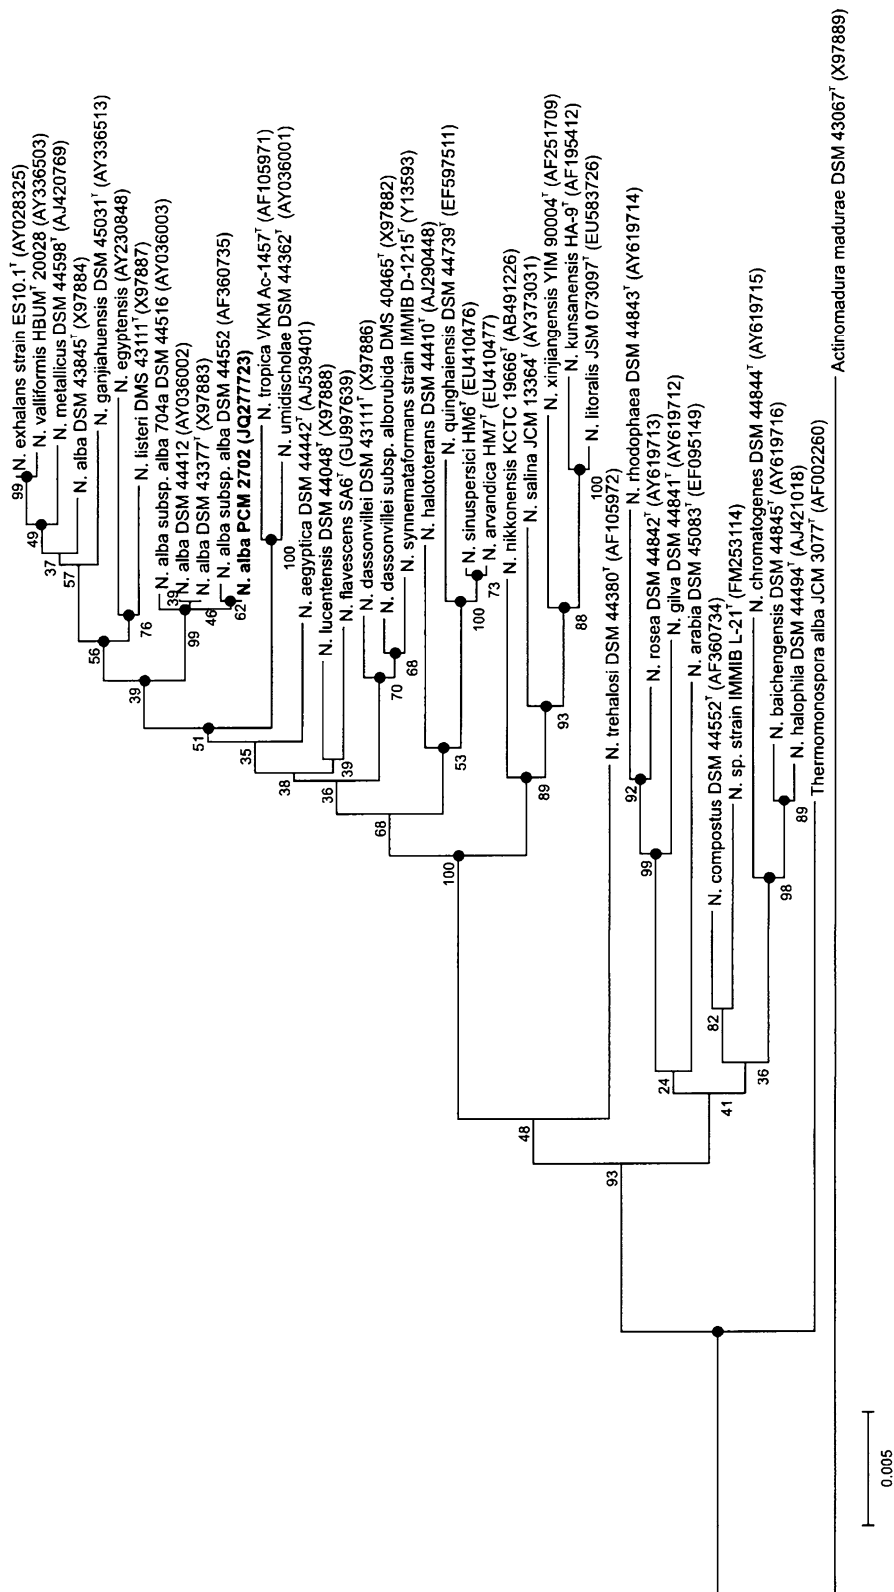 N. exhalans strain ES10.1ᵀ (AY028325)
N. valliformis HBUMᵀ 20028 (AY336503)
N. metallicus DSM 44598ᵀ (AJ420769)
N. alba DSM 43845ᵀ (X97884)
N. ganjiahuensis DSM 45031ᵀ (AY336513)
N. egyptensis (AY230848)
N. listeri DMS 43111ᵀ (X97887)
N. alba subsp. alba 704a DSM 44516 (AY036003)
N. alba DSM 44412 (AY036002)
N. alba DSM 43377ᵀ (X97883)
N. alba subsp. alba DSM 44552 (AF360735)
N. alba PCM 2702 (JQ277723)
N. tropica VKM Ac-1457ᵀ (AF105971)
N. umidischolae DSM 44362ᵀ (AY036001)
N. aegyptica DSM 44442ᵀ (AJ539401)
N. lucentensis DSM 44048ᵀ (X97888)
N. flavescens SA6ᵀ (GU997639)
N. dassonvillei DSM 43111ᵀ (X97886)
N. dassonvillei subsp. alborubida DMS 40465ᵀ (X97882)
N. synnemataformans strain IMMIB D-1215ᵀ (Y13593)
N. halototerans DSM 44410ᵀ (AJ290448)
N. quinghaiensis DSM 44739ᵀ (EF597511)
N. sinuspersici HM6ᵀ (EU410476)
N. arvandica HM7ᵀ (EU410477)
N. nikkonensis KCTC 19666ᵀ (AB491226)
N. salina JCM 13364ᵀ (AY373031)
N. xinjiangensis YIM 90004ᵀ (AF251709)
N. kunsanensis HA-9ᵀ (AF195412)
N. litoralis JSM 073097ᵀ (EU583726)
N. trehalosi DSM 44380ᵀ (AF105972)
N. rhodophaea DSM 44843ᵀ (AY619714)
N. rosea DSM 44842ᵀ (AY619713)
N. gilva DSM 44841ᵀ (AY619712)
N. arabia DSM 45083ᵀ (EF095149)
N. compostus DSM 44552ᵀ (AF360734)
N. sp. strain IMMIB L-21ᵀ (FM253114)
N. chromatogenes DSM 44844ᵀ (AY619715)
N. baichengensis DSM 44845ᵀ (AY619716)
N. halophila DSM 44494ᵀ (AJ421018)
Thermomonospora alba JCM 3077ᵀ (AF002260)
Actinomadura madurae DSM 43067ᵀ (X97889)
99
49
37
57
56
76
39
39
99
46
62
51
100
35
38
39
36
70
68
68
53
100
73
100
89
93
88
100
48
93
92
99
24
41
82
36
98
89
0.005